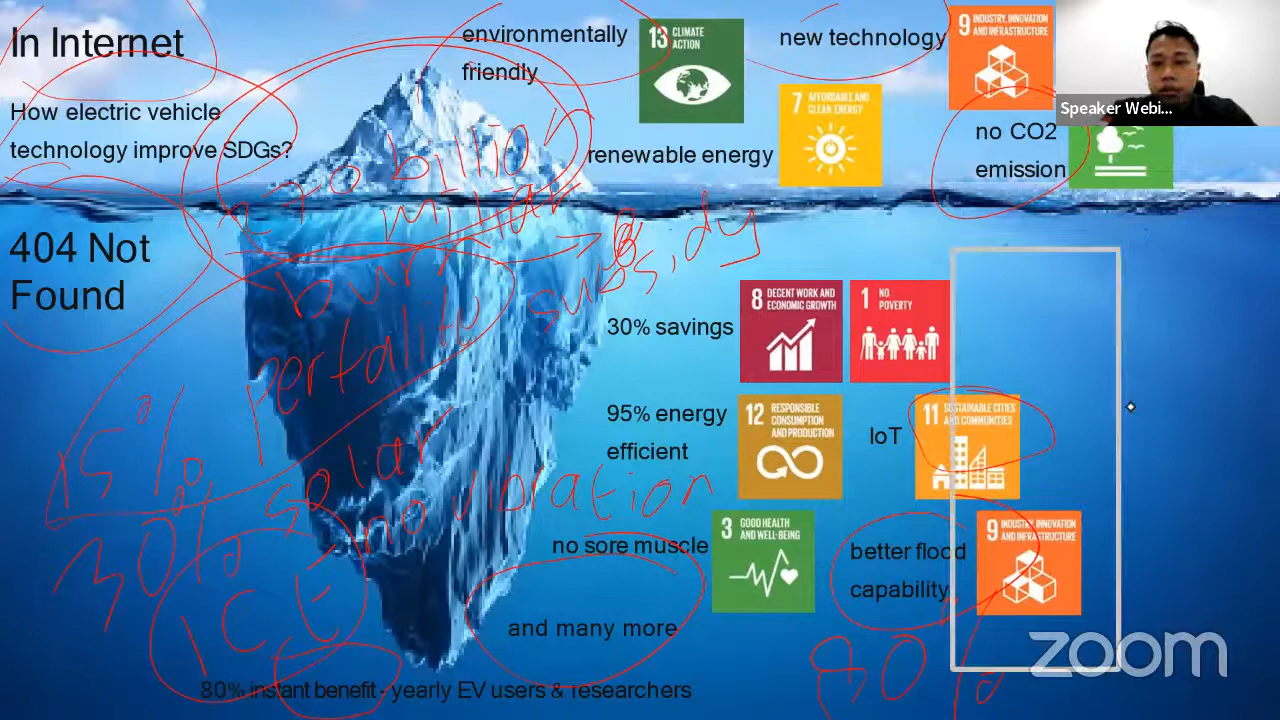 In Internet
How electric vehicle
technology improve SDGs?
environmentally
friendly
13 CLIMATE
ACTION
new technology
9 INDUSTRY, INNOVATION
AND INFRASTRUCTURE
Speaker Webi...
7 AFFORDABLE AND
CLEAN ENERGY
renewable energy
no CO2
emission
billion
404 Not
Found
burn
subsidy
30% savings
8 DECENT WORK AND
ECONOMIC GROWTH
1 NO
POVERTY
15%
95% energy
efficient
12 RESPONSIBLE
CONSUMPTION
AND PRODUCTION
IoT
11 SUSTAINABLE CITIES
AND COMMUNITIES
solar
no vibration
30%
ICE
no sore muscle
3 GOOD HEALTH
AND WELL-BEING
better flood
capability
9 INDUSTRY, INNOVATION
AND INFRASTRUCTURE
and many more
80%
80% instant benefit - yearly EV users & researchers
zoom